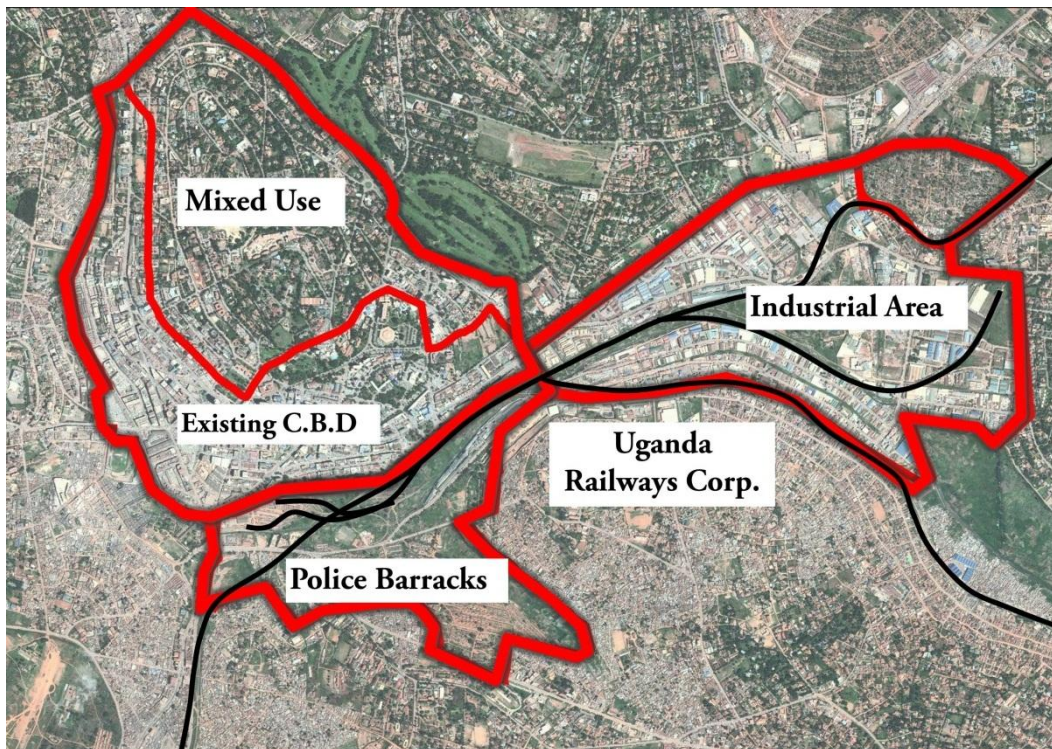 Mixed Use
Industrial Area
Existing C.B.D
Uganda
Railways Corp.
Police Barracks